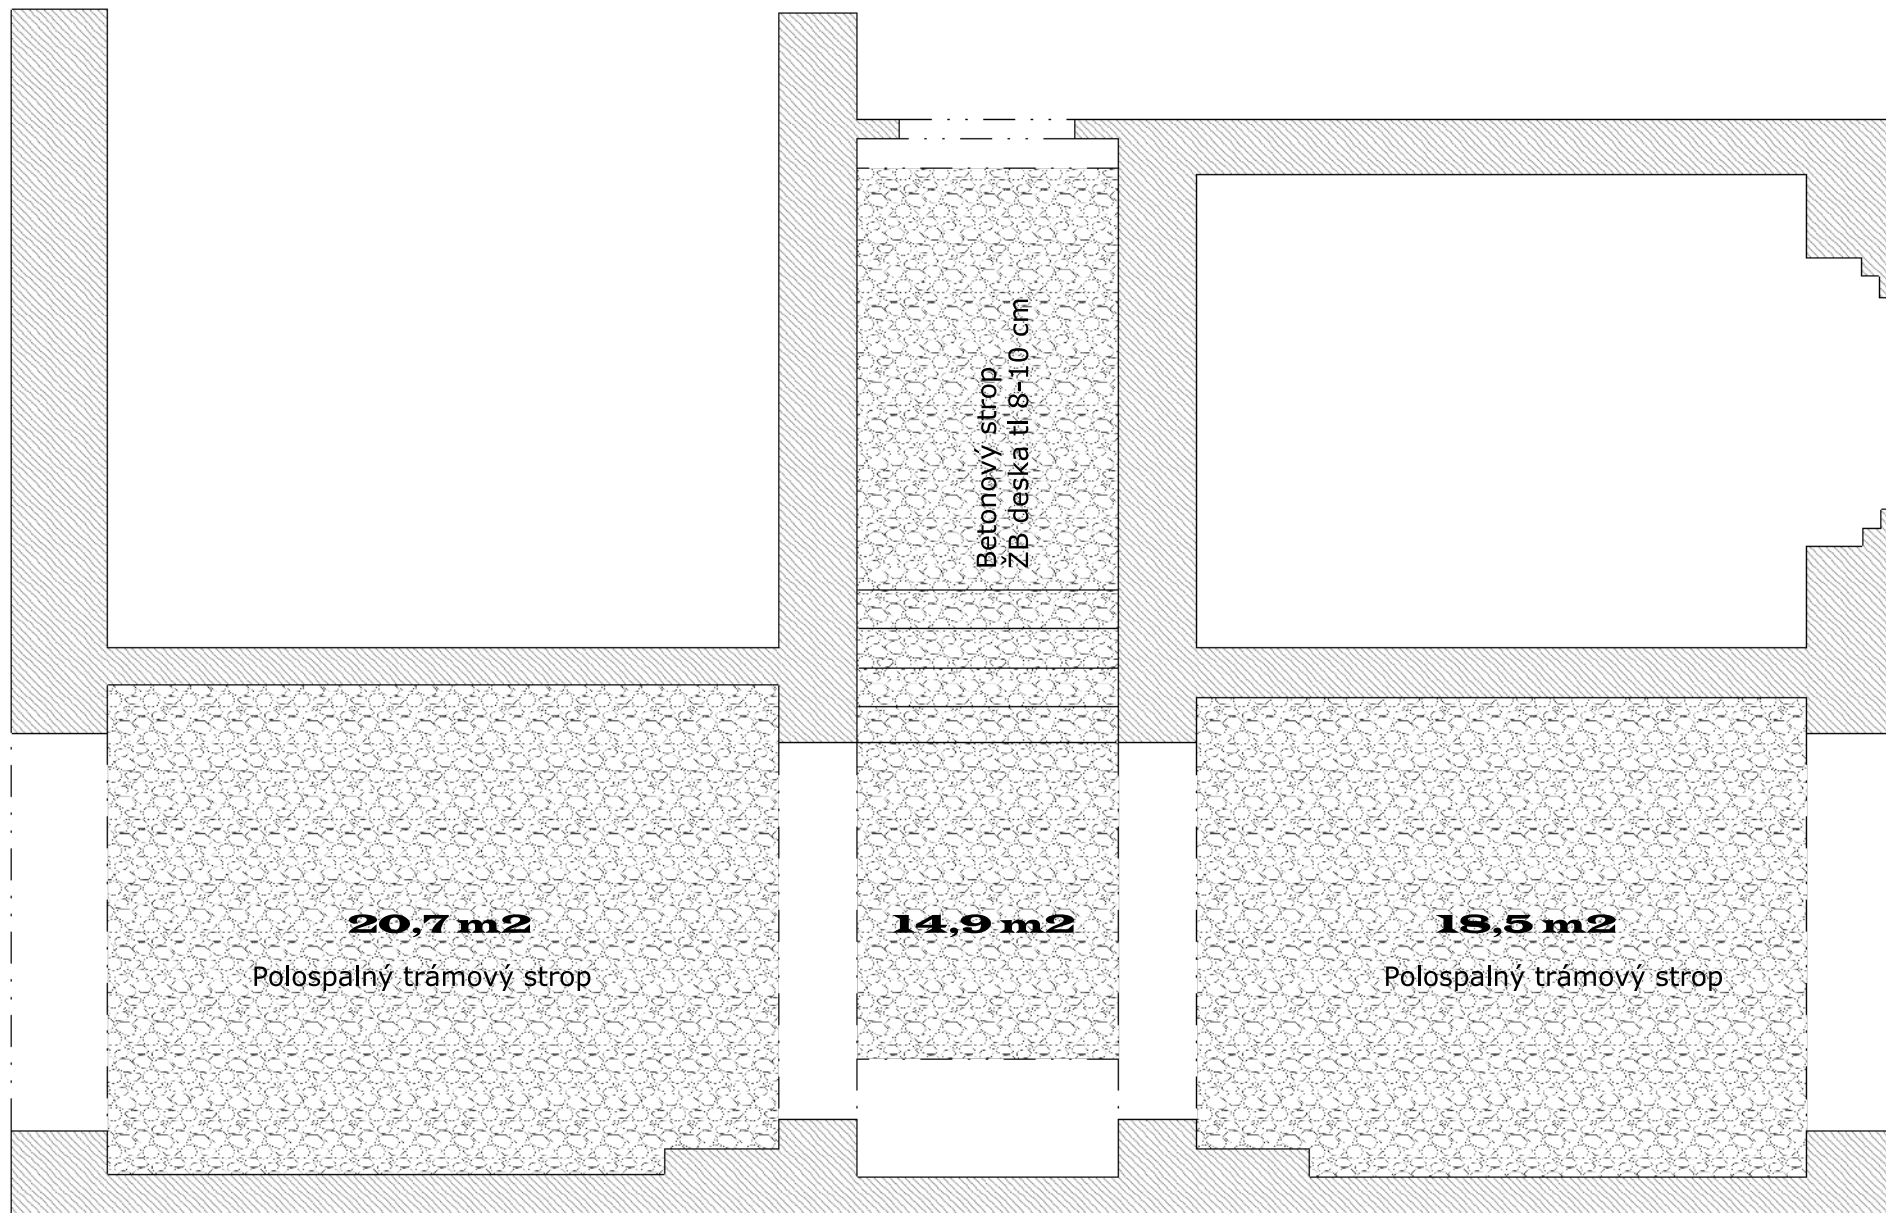 Betonový strop
ŽB deska tl 8-10 cm
20,7 m2
Polospalný trámový strop
14,9 m2
18,5 m2
Polospalný trámový strop